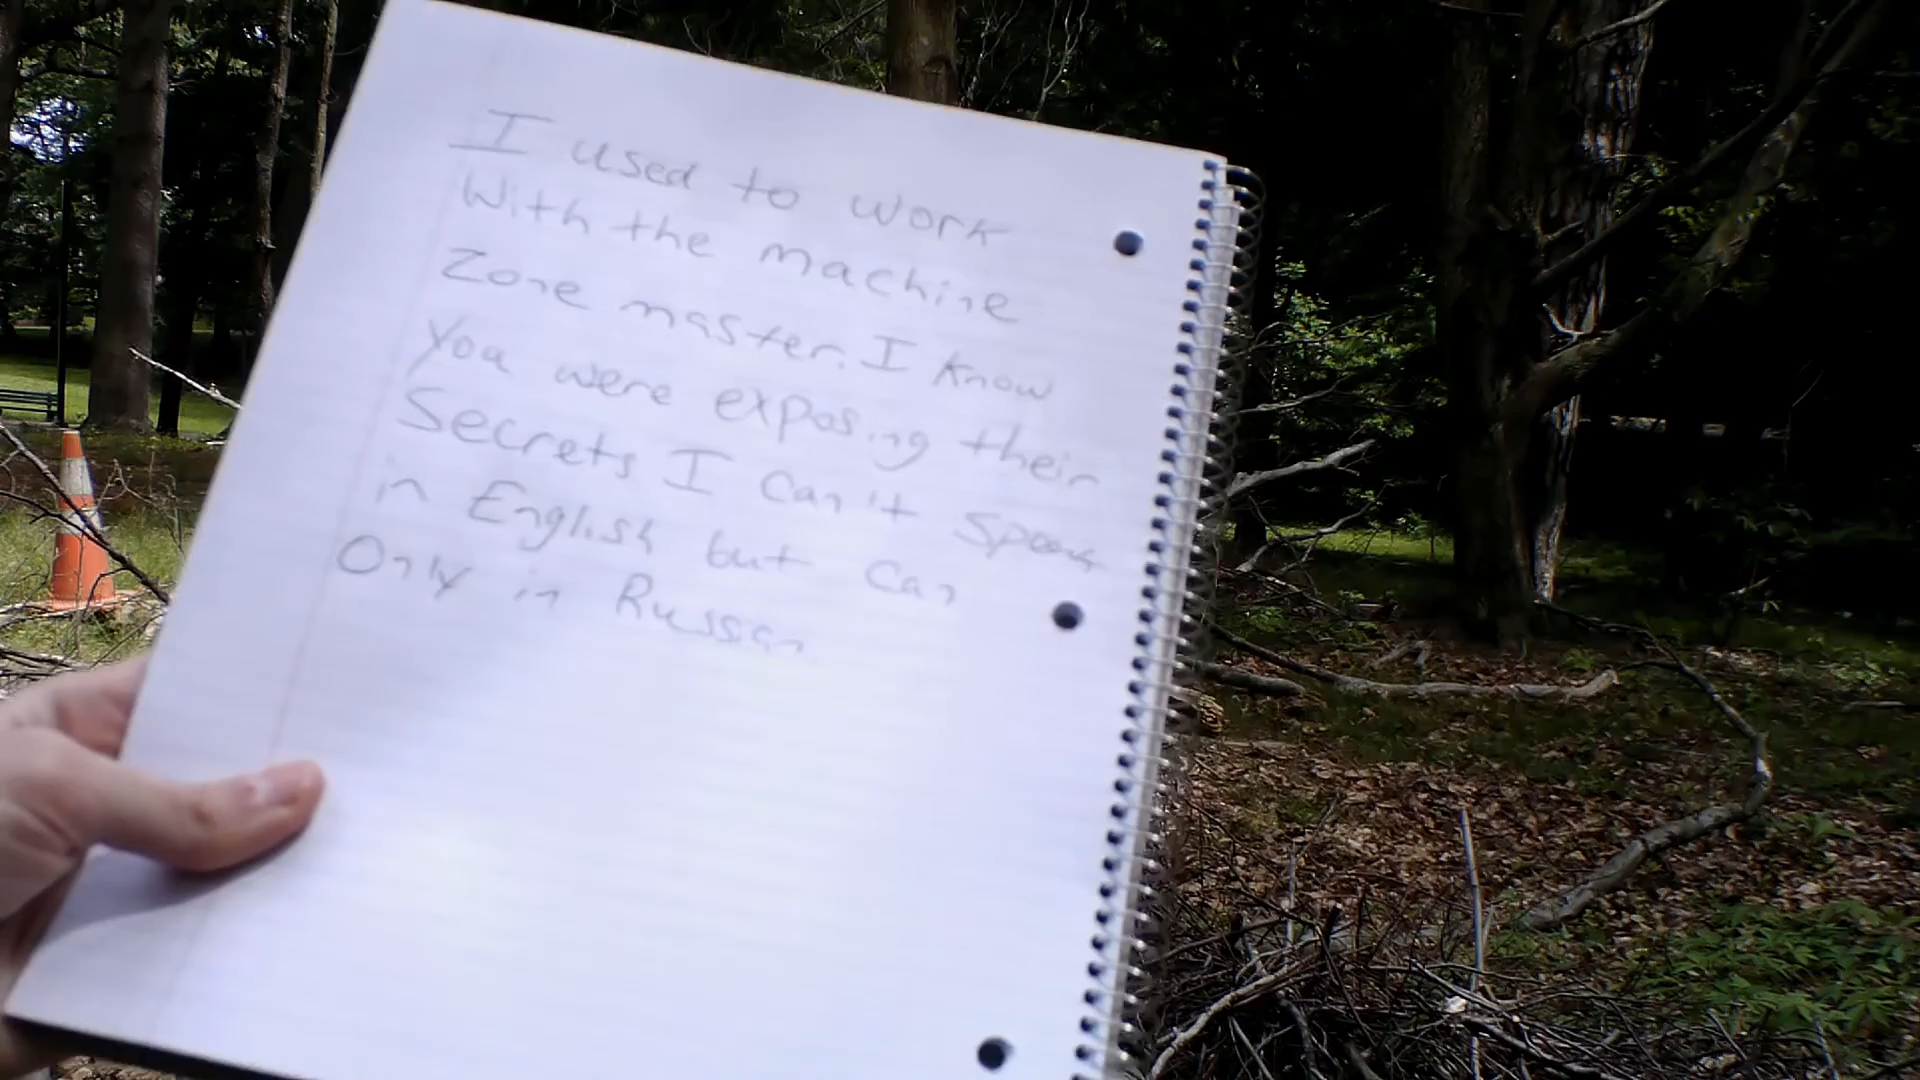 I used to work
With the machine
Zone master. I know
you were exposing their
Secrets I can't speak
in English but can
Only in Russian